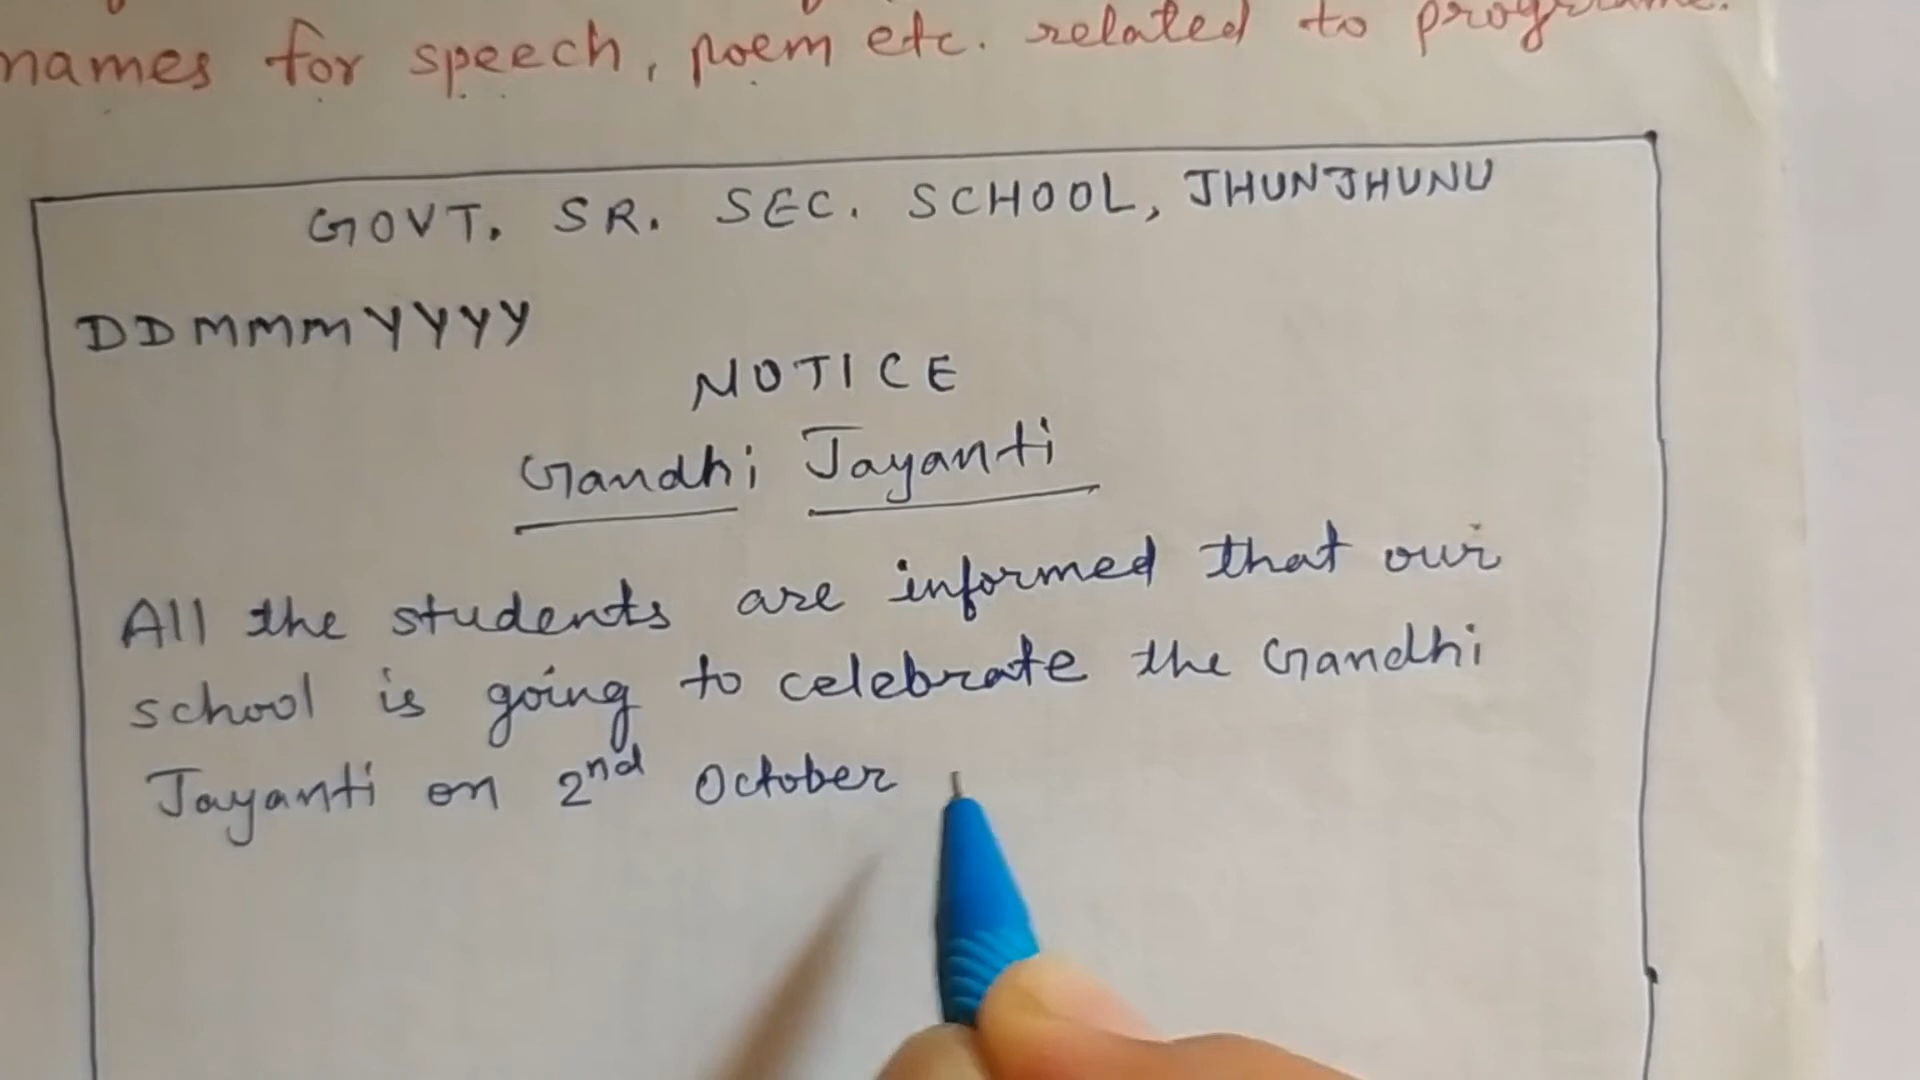 names for speech, poem etc. related to programme.
GOVT. SR. SEC. SCHOOL, JHUNJHUNU
DDMMMYYYY
NOTICE
Gandhi Jayanti
All the students are informed that our
school is going to celebrate the Gandhi
Jayanti on 2nd October